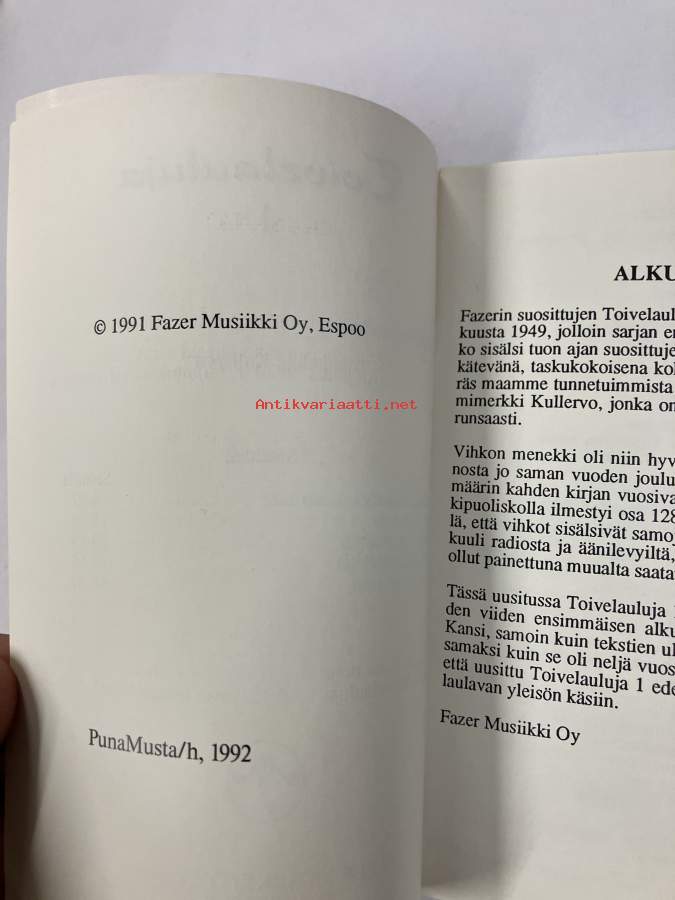 © 1991 Fazer Musiikki Oy, Espoo
Antikvariaatti.net
PunaMusta/h, 1992
ALKU
Fazerin suosittujen Toivelaul
kuusta 1949, jolloin sarjan en
ko sisälsi tuon ajan suosittuje
kätevänä, taskukokoisena kol
räs maamme tunnetuimmista
mimerkki Kullervo, jonka on
runsaasti.
Vihkon menekki oli niin hyv
nosta jo saman vuoden joulu
määrin kahden kirjan vuosiva
kipuoliskolla ilmestyi osa 128
lä, että vihkot sisälsivät samo
kuuli radiosta ja äänilevyiltä,
ollut painettuna muualta saata
Tässä uusitussa Toivelauluja 1
den viiden ensimmäisen alku
Kansi, samoin kuin tekstien ul
samaksi kuin se oli neljä vuos
että uusittu Toivelauluja 1 ede
laulavan yleisön käsiin.
Fazer Musiikki Oy